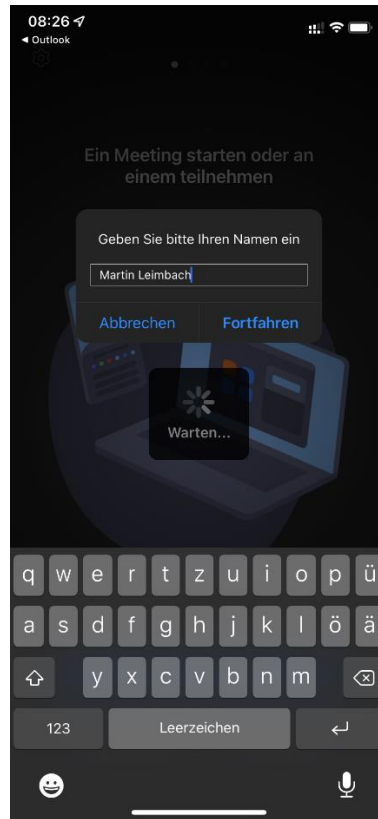 08:26
◀ Outlook
Ein Meeting starten oder an
einem teilnehmen
Geben Sie bitte Ihren Namen ein
Martin Leimbach
Abbrechen Fortfahren
Warten...
q w e r t z u i o p ü
a s d f g h j k l ö ä
y x c v b n m
123 Leerzeichen